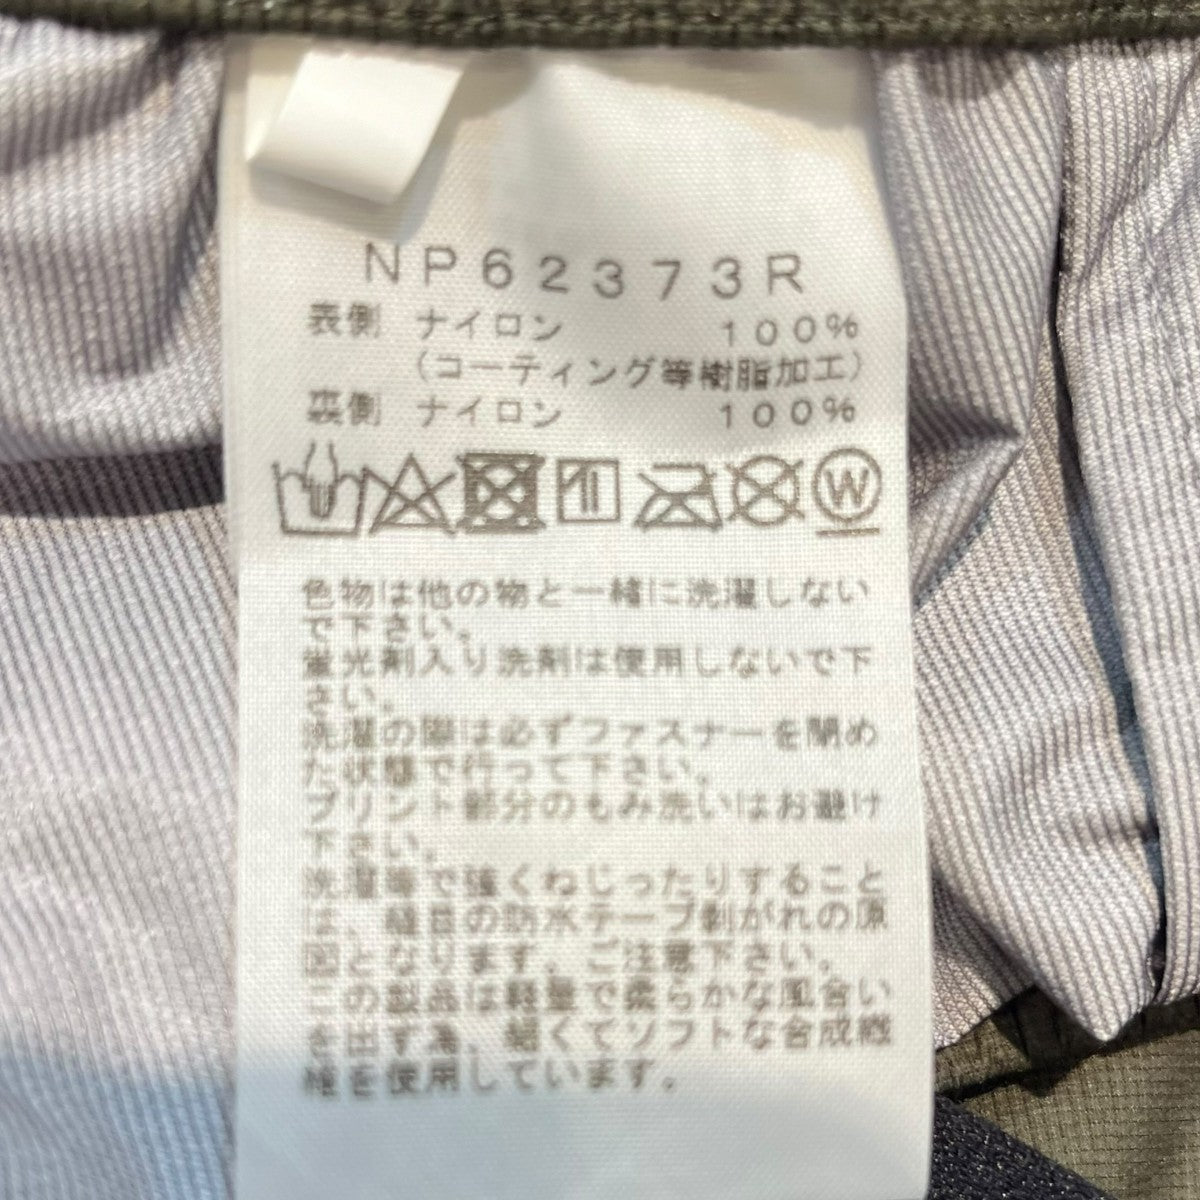 NP62373R
表側 ナイロン 100%
(コーティング等樹脂加工)
裏側 ナイロン 100%
W
色物は他の物と一緒に洗濯しない
で下さい。
蛍光剤入り洗剤は使用しないで下
さい。
洗濯の際は必ずファスナーを閉め
た状態で行って下さい。
プリント部分のもみ洗いはお避け
下さい。
洗濯等で強くねじったりすること
は、縫目の防水テープ剥がれの原
因となります。ご注意下さい。
この製品は軽量で柔らかな風合い
を出す為、細くてソフトな合成繊
維を使用しています。